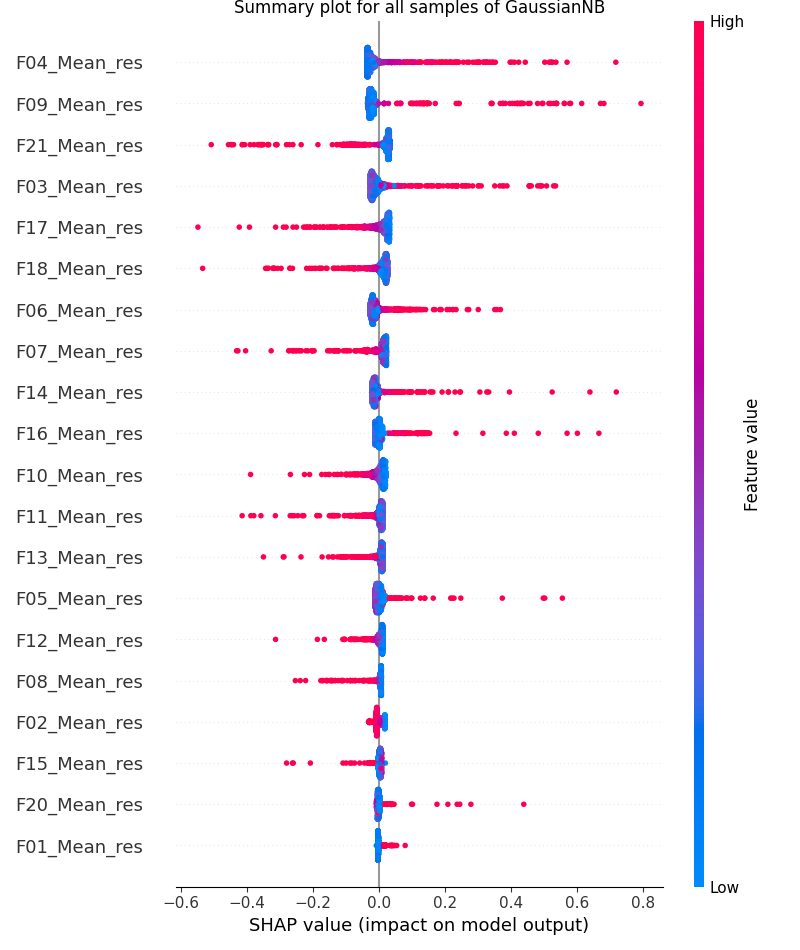 Summary plot for all samples of GaussianNB
High
F04_Mean_res
F09_Mean_res
F21_Mean_res
F03_Mean_res
F17_Mean_res
F18_Mean_res
F06_Mean_res
F07_Mean_res
F14_Mean_res
F16_Mean_res
F10_Mean_res
F11_Mean_res
F13_Mean_res
F05_Mean_res
F12_Mean_res
F08_Mean_res
F02_Mean_res
F15_Mean_res
F20_Mean_res
F01_Mean_res
Feature value
Low
−0.6 −0.4 −0.2 0.0 0.2 0.4 0.6 0.8
SHAP value (impact on model output)